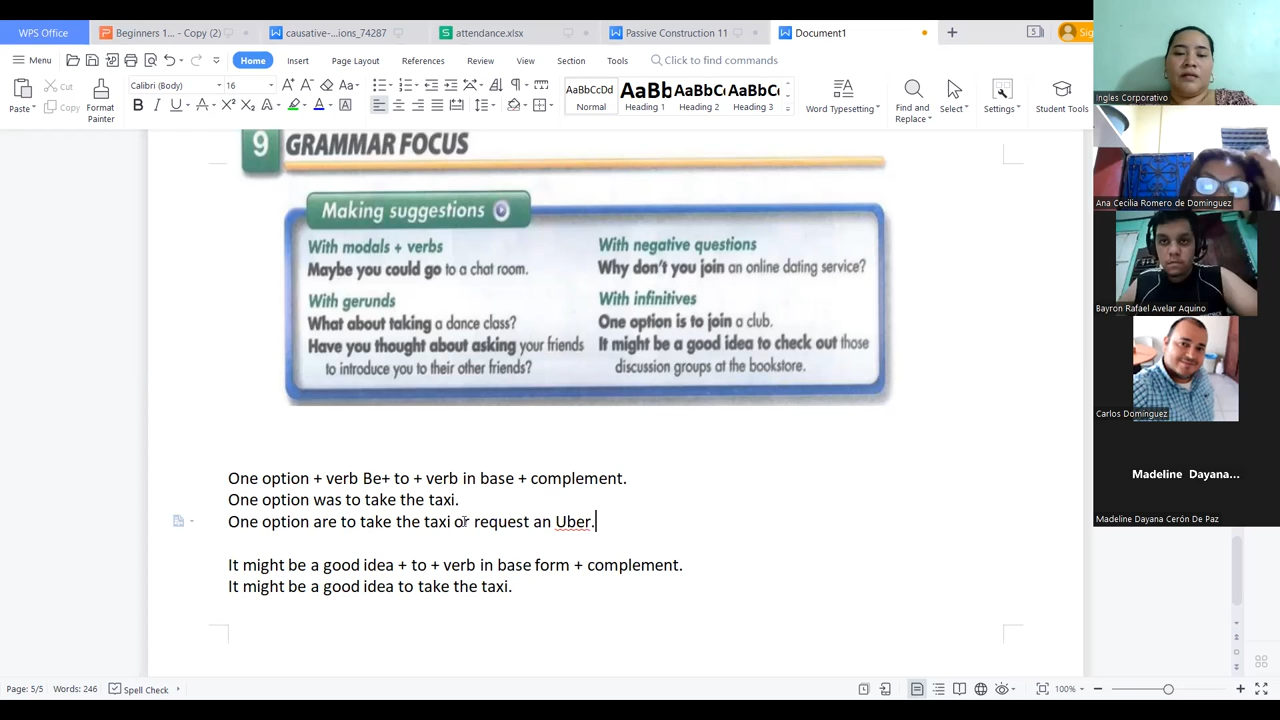 WPS Office
Beginners 1... - Copy (2)
causative-...ions_74287
attendance.xlsx
Passive Construction 11
Document1
Menu
Home
Insert
Page Layout
References
Review
View
Section
Tools
Click to find commands
Paste
Cut
Copy
Format
Painter
Calibri (Body)
16
AaBbCcDd
Normal
AaBb
Heading 1
AaBbC
Heading 2
AaBbC
Heading 3
Word Typesetting
Find and
Replace
Select
Settings
Student Tools
9 GRAMMAR FOCUS
Making suggestions
With modals + verbs
Maybe you could go to a chat room.
With gerunds
What about taking a dance class?
Have you thought about asking your friends
to introduce you to their other friends?
With negative questions
Why don't you join an online dating service?
With infinitives
One option is to join a club.
It might be a good idea to check out those
discussion groups at the bookstore.
One option + verb Be+ to + verb in base + complement.
One option was to take the taxi.
One option are to take the taxi or request an Uber.
It might be a good idea + to + verb in base form + complement.
It might be a good idea to take the taxi.
Page: 5/5
Words: 246
Spell Check
100%
Ingles Corporativo
Ana Cecilia Romero de Dominguez
Bayron Rafael Avelar Aquino
Carlos Domínguez
Madeline Dayana...
Madeline Dayana Cerón De Paz